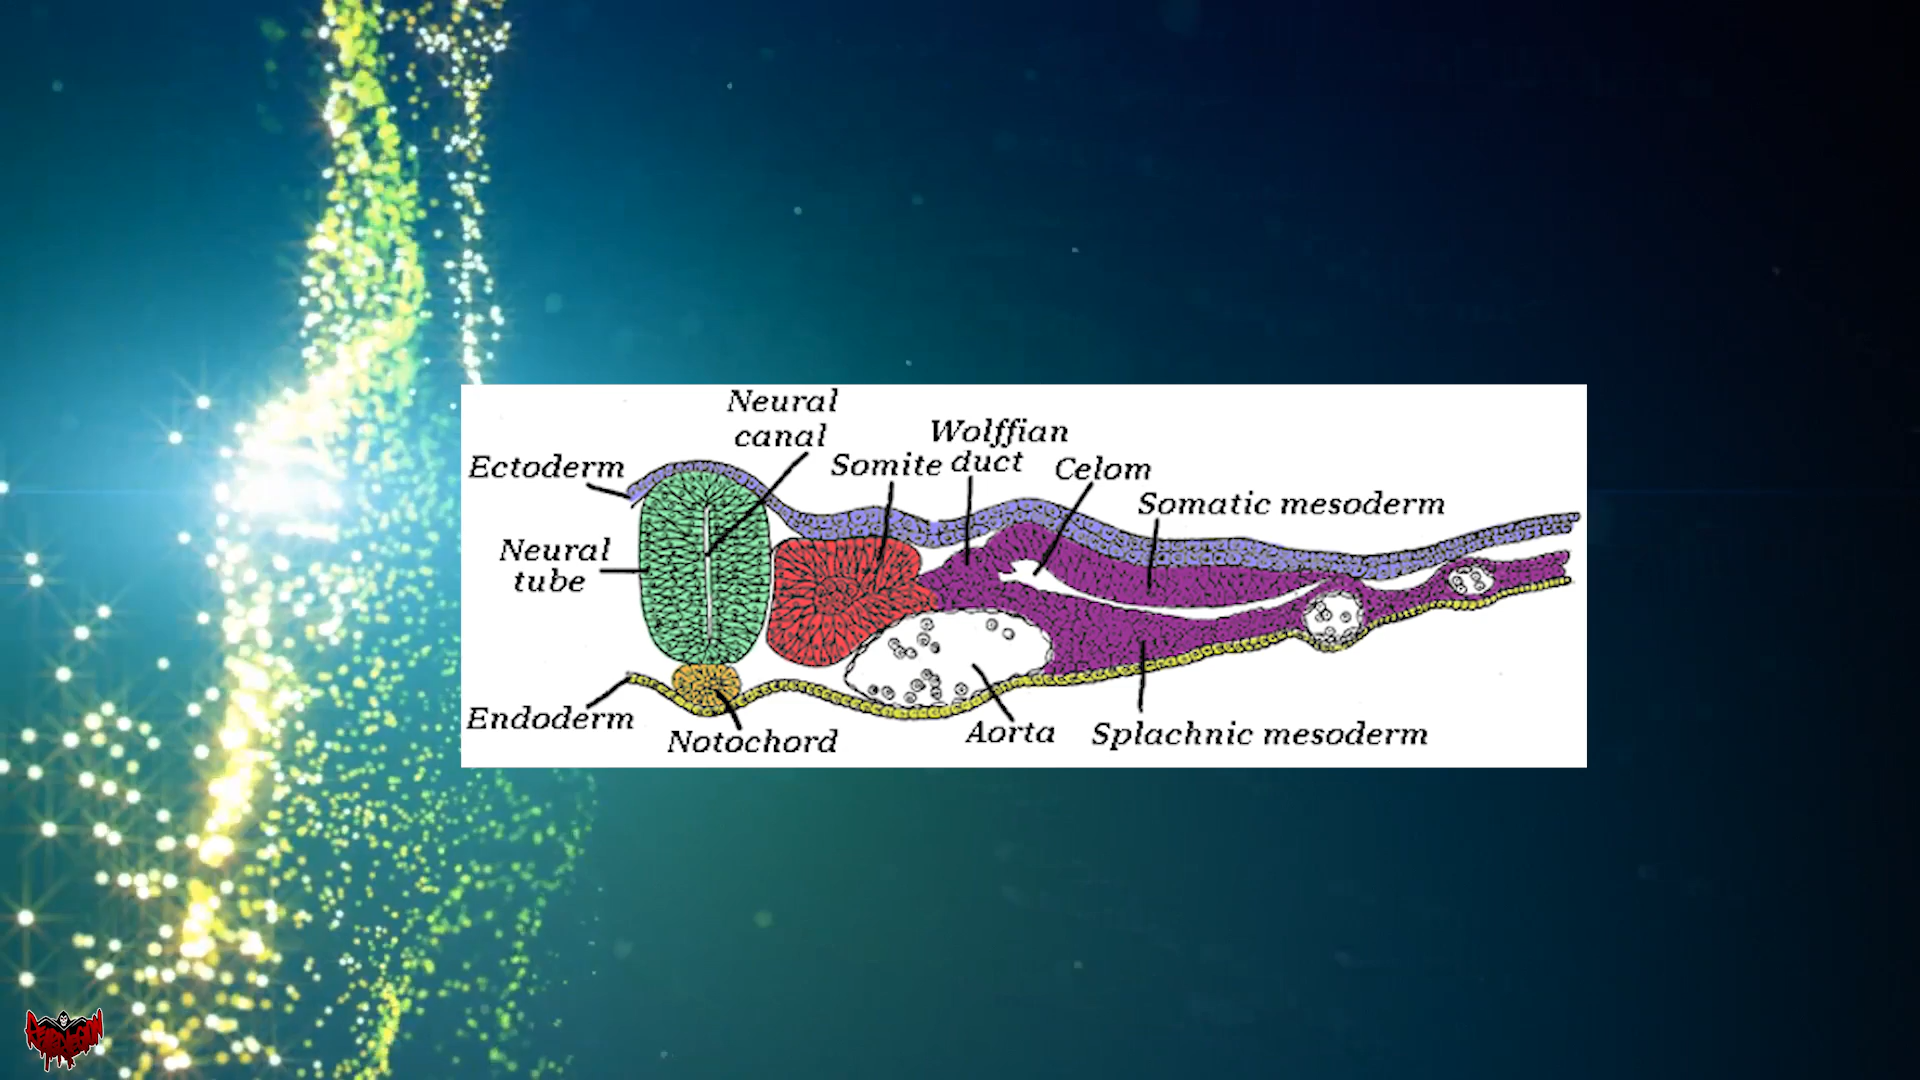 Neural
canal
Wolffian
duct
Ectoderm
Somite
Celom
Somatic mesoderm
Neural
tube
Endoderm
Notochord
Aorta
Splachnic mesoderm